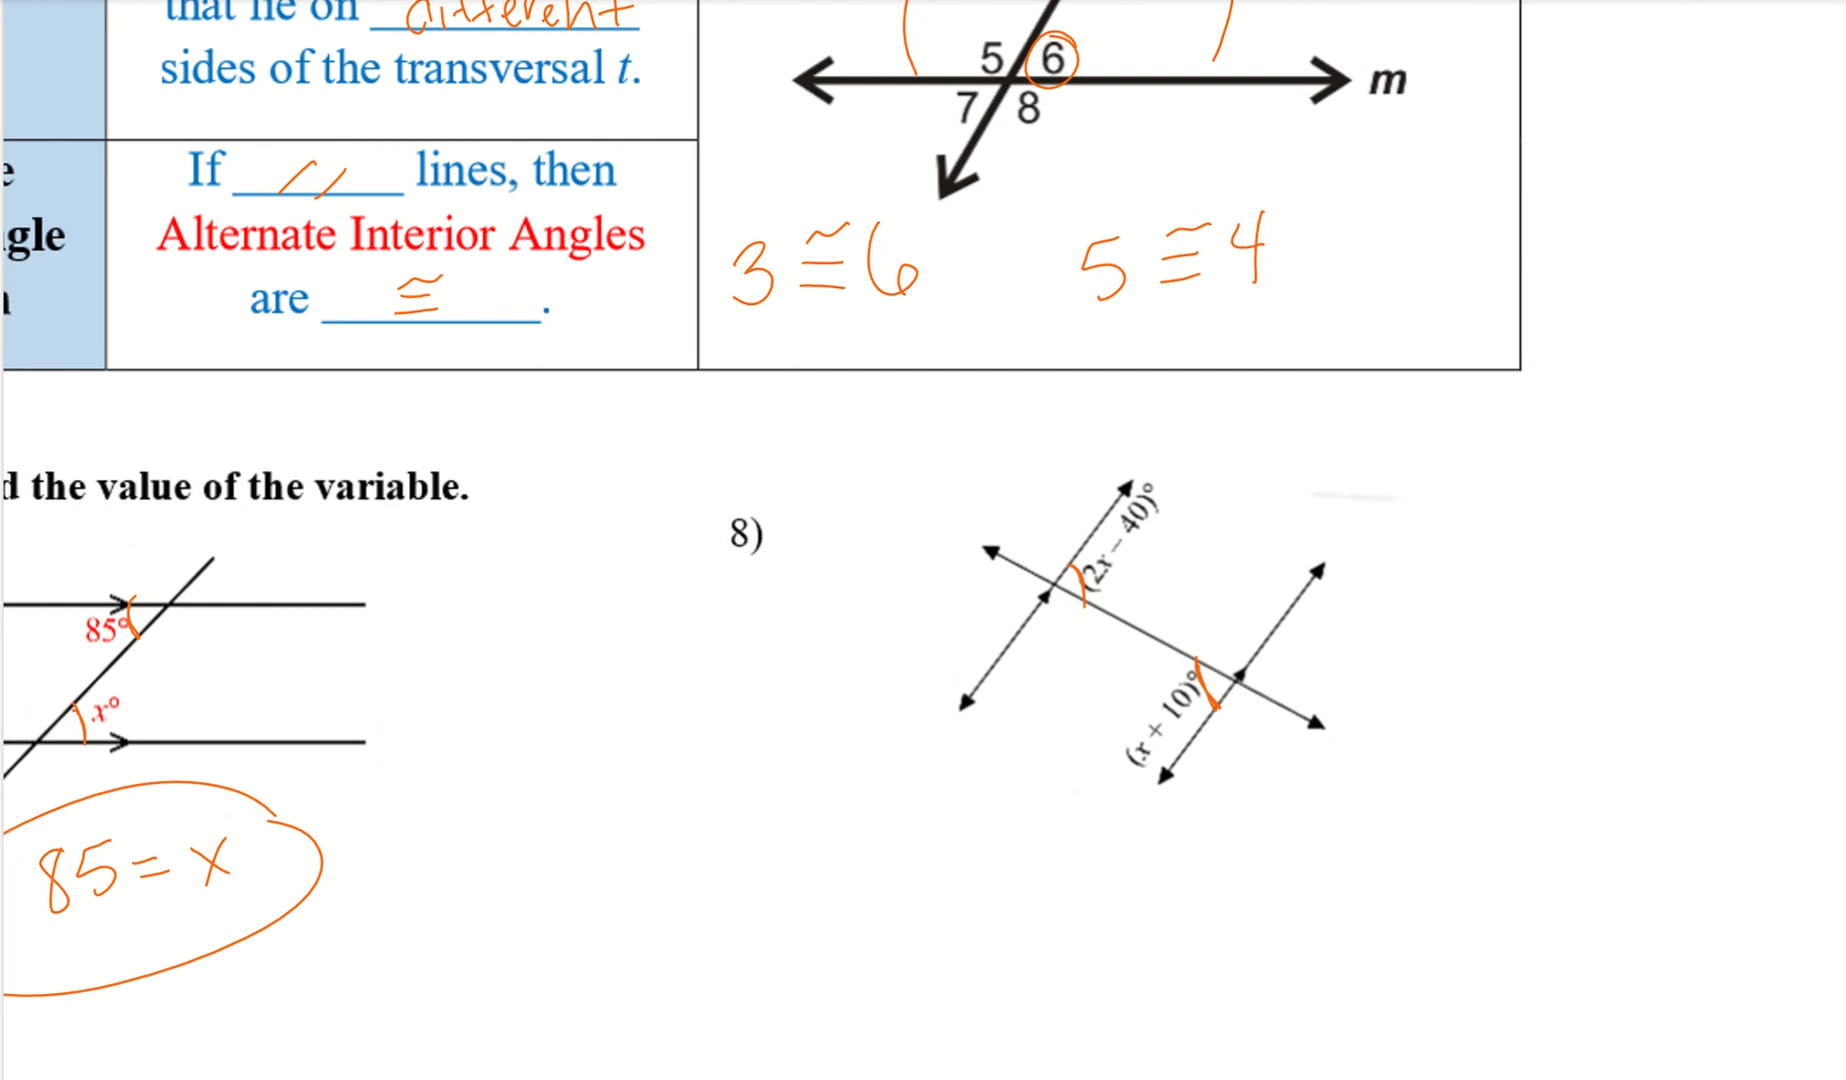 that lie on different
sides of the transversal t.
5 6
m
7 8
If // lines, then
gle
Alternate Interior Angles
are ≅.
3 ≅ 6 5 ≅ 4
d the value of the variable.
8)
(2x – 40)°
85°
x°
(x + 10)°
85 = x